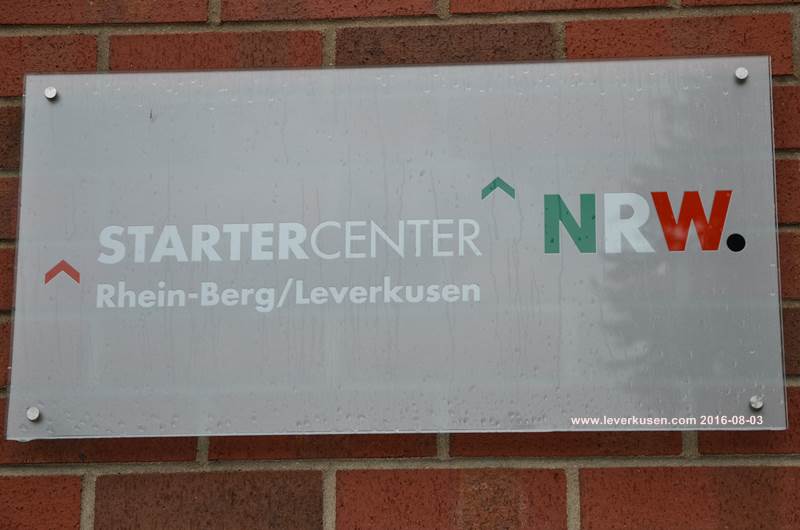 STARTERCENTER NRW.
Rhein-Berg/Leverkusen
www.leverkusen.com 2016-08-03